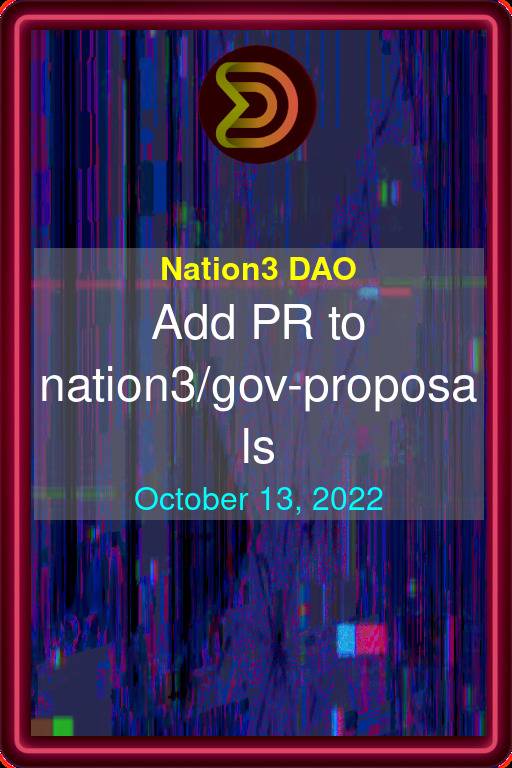 Nation3 DAO
Add PR to
nation3/gov-proposa
ls
October 13, 2022